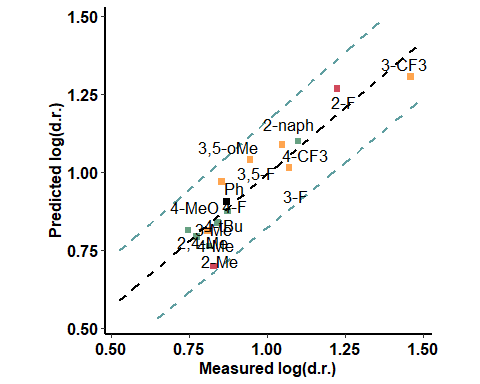 1.50
1.25
1.00
0.75
0.50
Predicted log(d.r.)
3-CF3
2-F
2-naph
3,5-oMe
4-CF3
3,5-F
Ph
3-F
4-MeO
4-F
4-tBu
3-Me
2,4-Me
4-Me
2-Me
0.50
0.75
1.00
1.25
1.50
Measured log(d.r.)